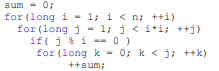 sum = 0;
for(long i = 1; i < n; ++i)
for(long j = 1; j < i*i; ++j)
if( j % i == 0 )
for(long k = 0; k < j; ++k)
++sum;